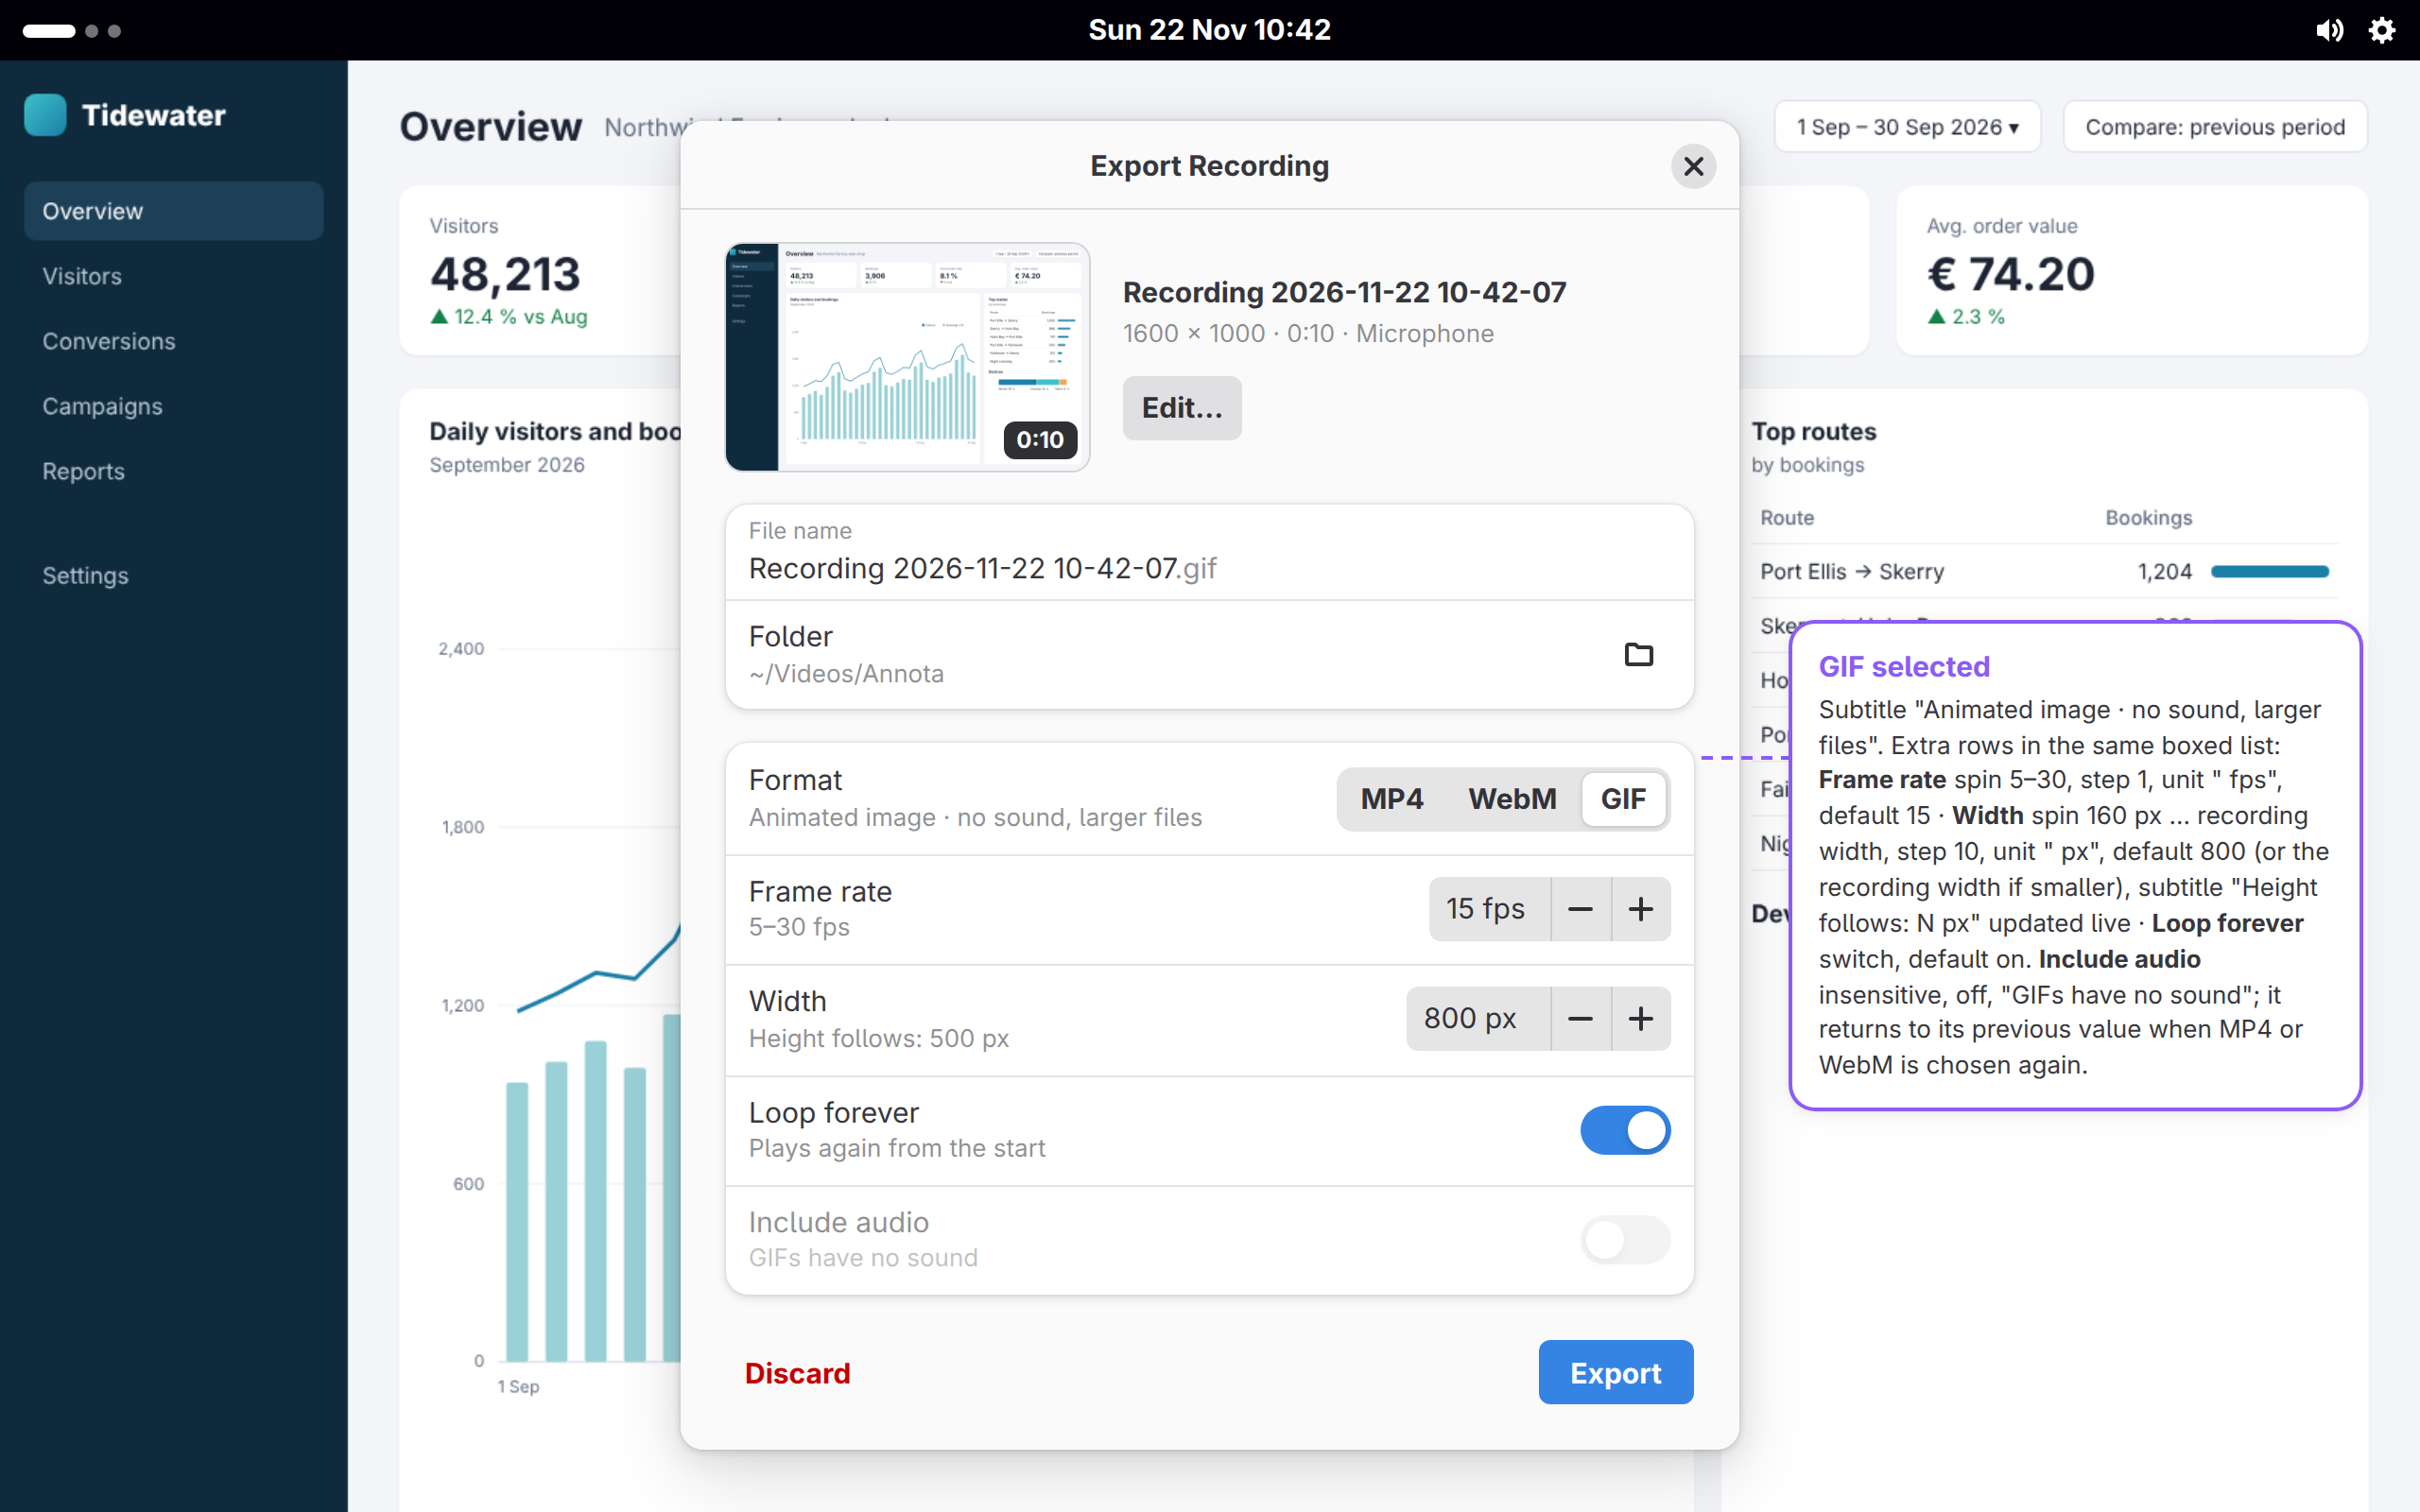 Sun 22 Nov 10:42
Tidewater
Overview
Visitors
Conversions
Campaigns
Reports
Settings
Overview
1 Sep – 30 Sep 2026 ▾
Compare: previous period
Visitors
48,213
▲ 12.4 % vs Aug
Avg. order value
€ 74.20
▲ 2.3 %
Daily visitors and boo
September 2026
2,400
1,800
1,200
600
0
1 Sep
Top routes
by bookings
Route Bookings
Port Ellis → Skerry 1,204
Export Recording
0:10
Recording 2026-11-22 10-42-07
1600 × 1000 · 0:10 · Microphone
Edit…
File name
Recording 2026-11-22 10-42-07.gif
Folder
~/Videos/Annota
Format
Animated image · no sound, larger files
MP4 WebM GIF
Frame rate
5–30 fps
15 fps − +
Width
Height follows: 500 px
800 px − +
Loop forever
Plays again from the start
Include audio
GIFs have no sound
Discard
Export
GIF selected
Subtitle "Animated image · no sound, larger
files". Extra rows in the same boxed list:
Frame rate spin 5–30, step 1, unit " fps",
default 15 · Width spin 160 px … recording
width, step 10, unit " px", default 800 (or the
recording width if smaller), subtitle "Height
follows: N px" updated live · Loop forever
switch, default on. Include audio
insensitive, off, "GIFs have no sound"; it
returns to its previous value when MP4 or
WebM is chosen again.